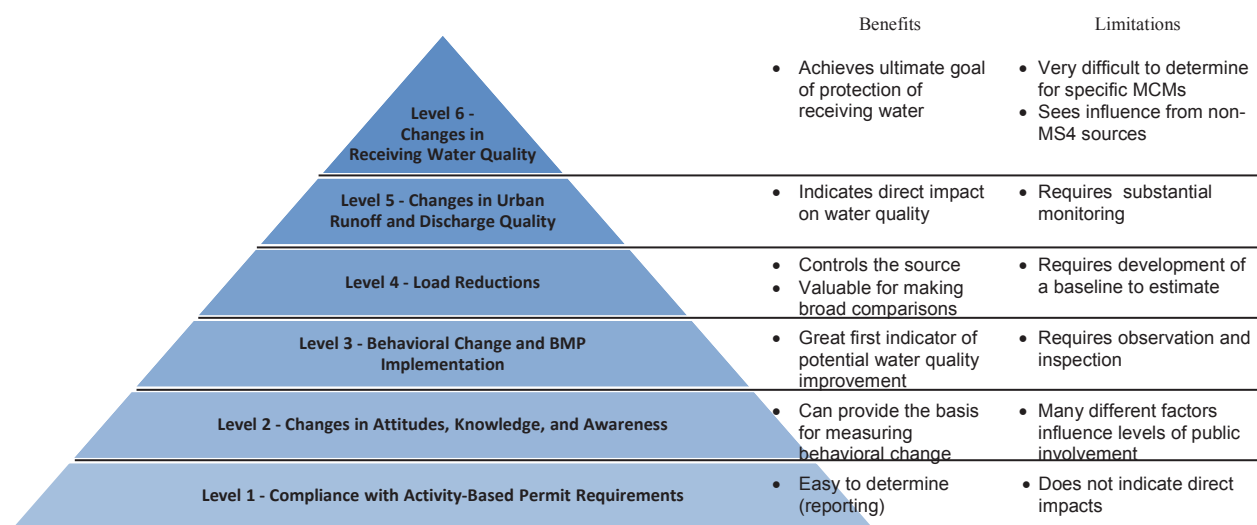 Benefits
Limitations
Level 6 -
Changes in
Receiving Water Quality
• Achieves ultimate goal
of protection of
receiving water
• Very difficult to determine
for specific MCMs
• Sees influence from non-
MS4 sources
Level 5 - Changes in Urban
Runoff and Discharge Quality
• Indicates direct impact
on water quality
• Requires substantial
monitoring
Level 4 - Load Reductions
• Controls the source
• Valuable for making
broad comparisons
• Requires development of
a baseline to estimate
Level 3 - Behavioral Change and BMP
Implementation
• Great first indicator of
potential water quality
improvement
• Requires observation and
inspection
Level 2 - Changes in Attitudes, Knowledge, and Awareness
• Can provide the basis
for measuring
behavioral change
• Many different factors
influence levels of public
involvement
Level 1 - Compliance with Activity-Based Permit Requirements
• Easy to determine
(reporting)
• Does not indicate direct
impacts